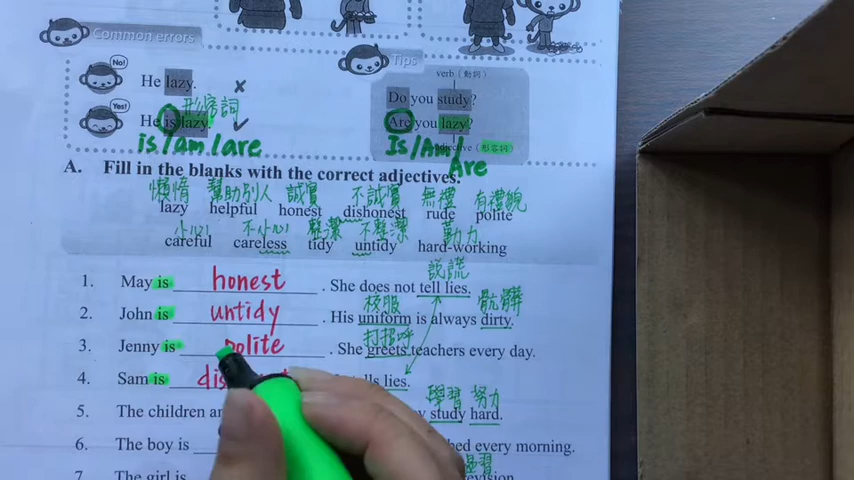 Common errors
Tips
No!
He lazy.
verb (動詞)
Do you study?
Yes!
形容詞
He is lazy.
Are you lazy?
adjective (形容詞)
is/am/are
Is/Am/Are
A. Fill in the blanks with the correct adjectives.
懶惰 幫助別人 誠實 不誠實 無禮 有禮貌
lazy helpful honest dishonest rude polite
小心 不小心 整潔 不整潔 勤力
careful careless tidy untidy hard-working
說謊
1. May is honest. She does not tell lies.
校服 骯髒
2. John is untidy. His uniform is always dirty.
打招呼
3. Jenny is polite. She greets teachers every day.
4. Sam is lies.
學習 努力
5. The children study hard.
6. The boy is every morning.
7. The girl is